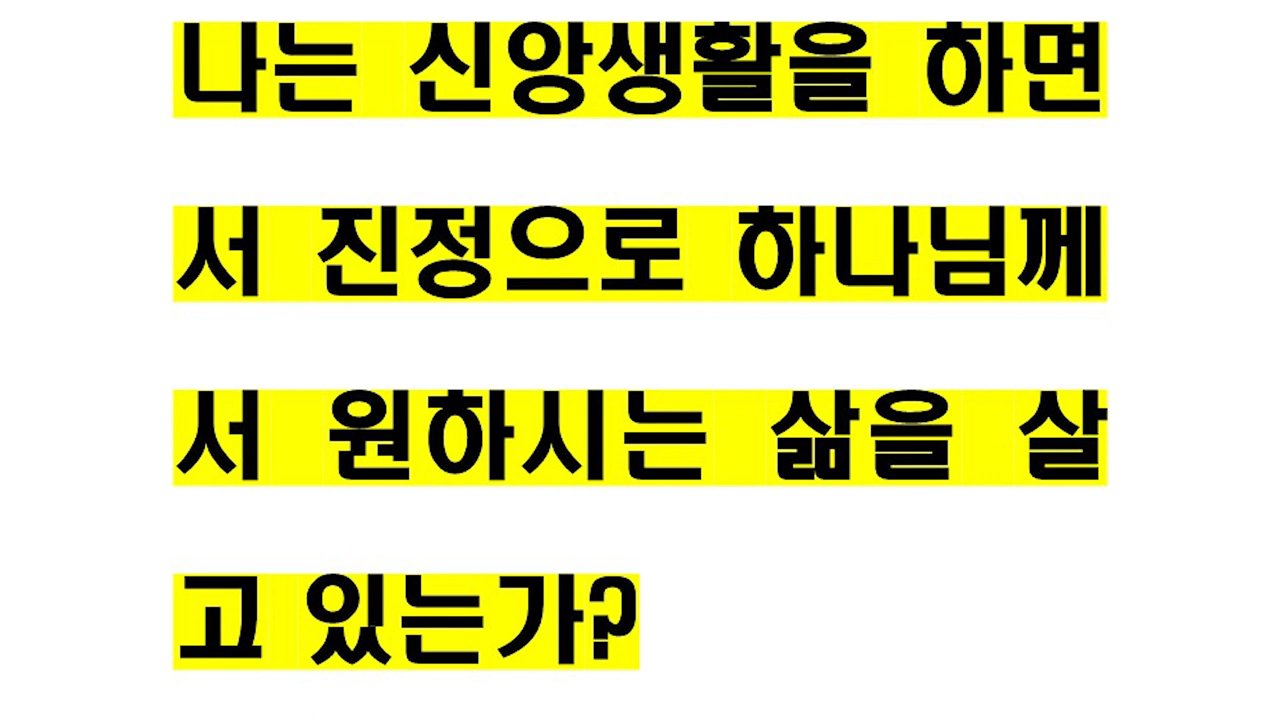 나는 신앙생활을 하면
서 진정으로 하나님께
서 원하시는 삶을 살
고 있는가?